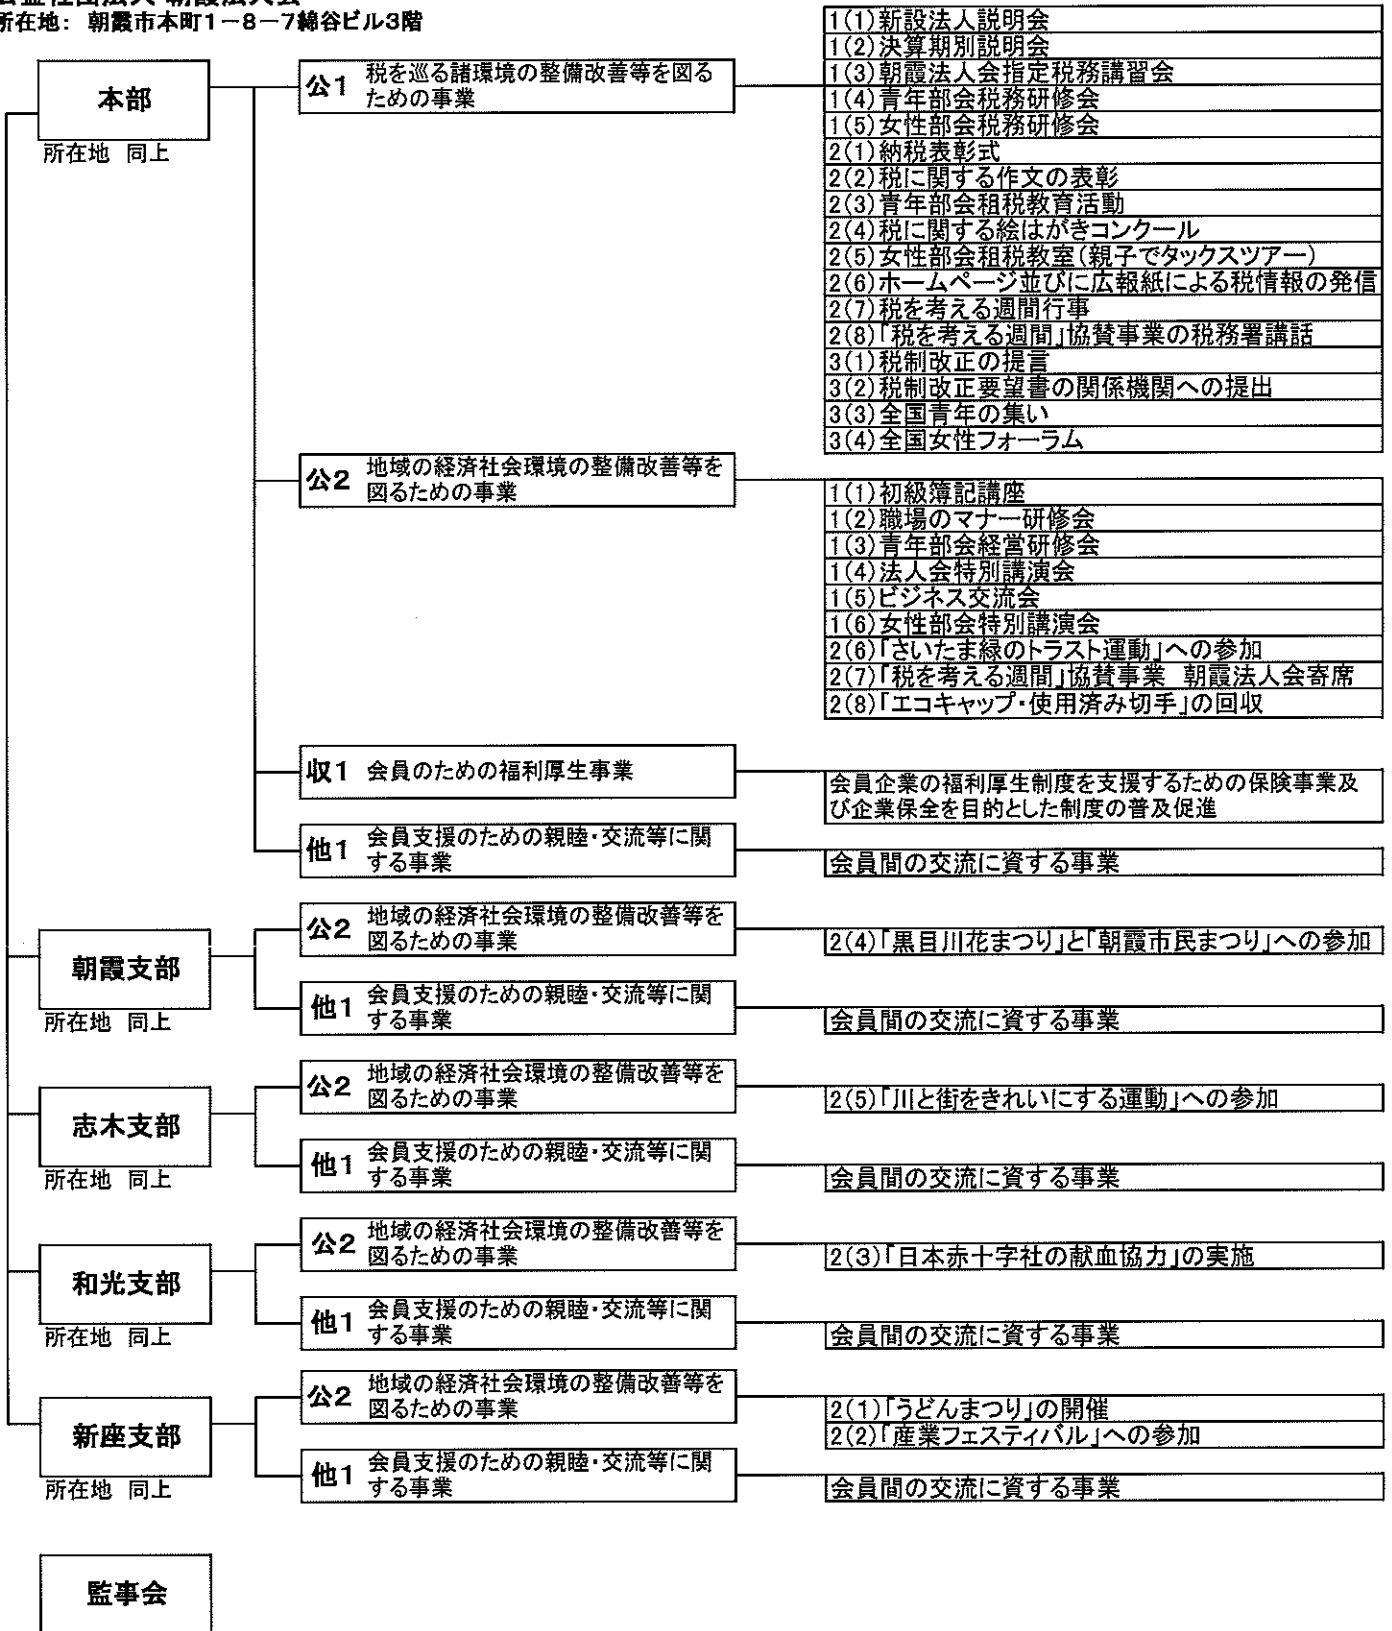 公益社団法人 朝霞法人会
所在地：朝霞市本町1－8－7綿谷ビル3階
本部
所在地 同上
公1 税を巡る諸環境の整備改善等を図る
ための事業
1(1)新設法人説明会
1(2)決算期別説明会
1(3)朝霞法人会指定税務講習会
1(4)青年部会税務研修会
1(5)女性部会税務研修会
2(1)納税表彰式
2(2)税に関する作文の表彰
2(3)青年部会租税教育活動
2(4)税に関する絵はがきコンクール
2(5)女性部会租税教室(親子でタックスツアー)
2(6)ホームページ並びに広報紙による税情報の発信
2(7)税を考える週間行事
2(8)「税を考える週間」協賛事業の税務署講話
3(1)税制改正の提言
3(2)税制改正要望書の関係機関への提出
3(3)全国青年の集い
3(4)全国女性フォーラム
公2 地域の経済社会環境の整備改善等を
図るための事業
1(1)初級簿記講座
1(2)職場のマナー研修会
1(3)青年部会経営研修会
1(4)法人会特別講演会
1(5)ビジネス交流会
1(6)女性部会特別講演会
2(6)「さいたま緑のトラスト運動」への参加
2(7)「税を考える週間」協賛事業 朝霞法人会寄席
2(8)「エコキャップ・使用済み切手」の回収
収1 会員のための福利厚生事業
会員企業の福利厚生制度を支援するための保険事業及
び企業保全を目的とした制度の普及促進
他1 会員支援のための親睦・交流等に関
する事業
会員間の交流に資する事業
朝霞支部
所在地 同上
公2 地域の経済社会環境の整備改善等を
図るための事業
2(4)「黒目川花まつり」と「朝霞市民まつり」への参加
他1 会員支援のための親睦・交流等に関
する事業
会員間の交流に資する事業
志木支部
所在地 同上
公2 地域の経済社会環境の整備改善等を
図るための事業
2(5)「川と街をきれいにする運動」への参加
他1 会員支援のための親睦・交流等に関
する事業
会員間の交流に資する事業
和光支部
所在地 同上
公2 地域の経済社会環境の整備改善等を
図るための事業
2(3)「日本赤十字社の献血協力」の実施
他1 会員支援のための親睦・交流等に関
する事業
会員間の交流に資する事業
新座支部
所在地 同上
公2 地域の経済社会環境の整備改善等を
図るための事業
2(1)「うどんまつり」の開催
2(2)「産業フェスティバル」への参加
他1 会員支援のための親睦・交流等に関
する事業
会員間の交流に資する事業
監事会